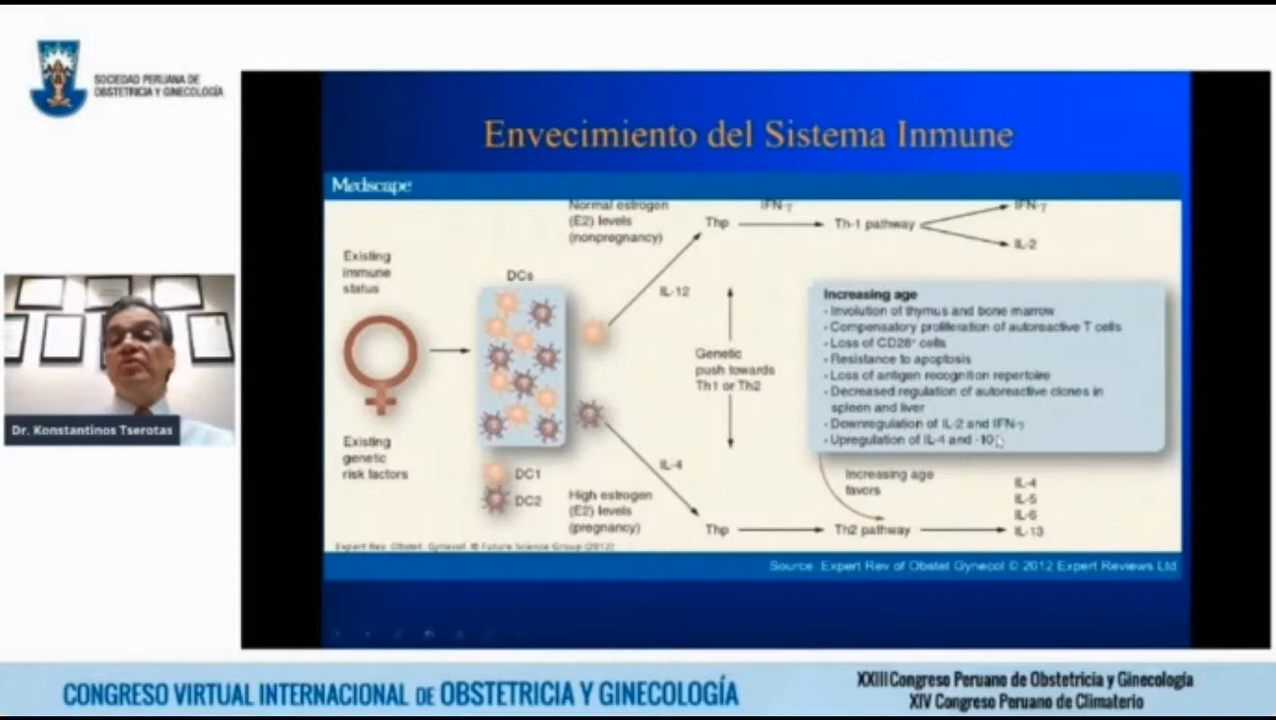 SOCIEDAD PERUANA DE
OBSTETRICIA Y GINECOLOGÍA
Envecimiento del Sistema Inmune
Medscape
Normal estrogen
(E2) levels
(nonpregnancy)
Thp
IFN-γ
Th-1 pathway
IFN-γ
IL-2
Existing
immune
status
DCs
IL-12
Genetic
push towards
Th1 or Th2
Increasing age
· Involution of thymus and bone marrow
· Compensatory proliferation of autoreactive T cells
· Loss of CD28⁺ cells
· Resistance to apoptosis
· Loss of antigen recognition repertoire
· Decreased regulation of autoreactive clones in
spleen and liver
· Downregulation of IL-2 and IFN-γ
· Upregulation of IL-4 and -10
Dr. Konstantinos Tserotas
Existing
genetic
risk factors
DC1
DC2
IL-4
High estrogen
(E2) levels
(pregnancy)
Thp
Increasing age
favors
Th2 pathway
IL-4
IL-5
IL-6
IL-13
Expert Rev. Obstet. Gynecol. © Future Science Group (2012)
Source: Expert Rev of Obstet Gynecol © 2012 Expert Reviews Ltd
CONGRESO VIRTUAL INTERNACIONAL DE OBSTETRICIA Y GINECOLOGÍA
XXIII Congreso Peruano de Obstetricia y Ginecología
XIV Congreso Peruano de Climaterio